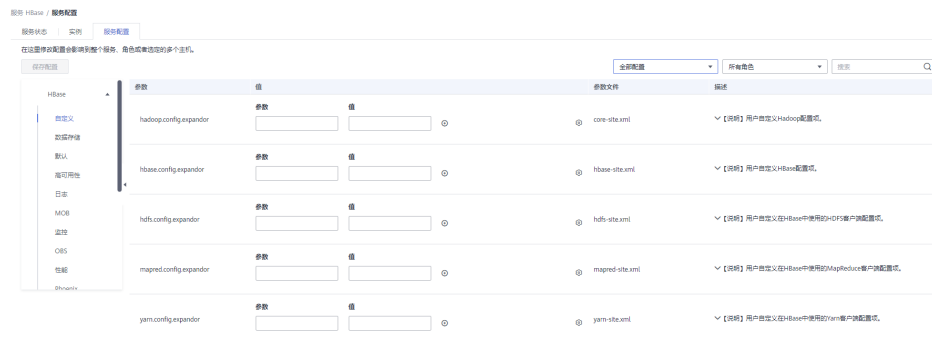 服务 HBase / 服务配置
服务状态 实例 服务配置
在这里修改配置会影响到整个服务、角色或者选定的多个主机。
保存配置 全部配置 所有角色 搜索
HBase
自定义
数据存储
默认
高可用性
日志
MOB
监控
OBS
性能
Phoenix
参数 值 参数文件 描述
参数 值
hadoop.config.expandor core-site.xml 【说明】用户自定义Hadoop配置项。
参数 值
hbase.config.expandor hbase-site.xml 【说明】用户自定义HBase配置项。
参数 值
hdfs.config.expandor hdfs-site.xml 【说明】用户自定义在HBase中使用的HDFS客户端配置项。
参数 值
mapred.config.expandor mapred-site.xml 【说明】用户自定义在HBase中使用的MapReduce客户端配置项。
参数 值
yarn.config.expandor yarn-site.xml 【说明】用户自定义在HBase中使用的Yarn客户端配置项。